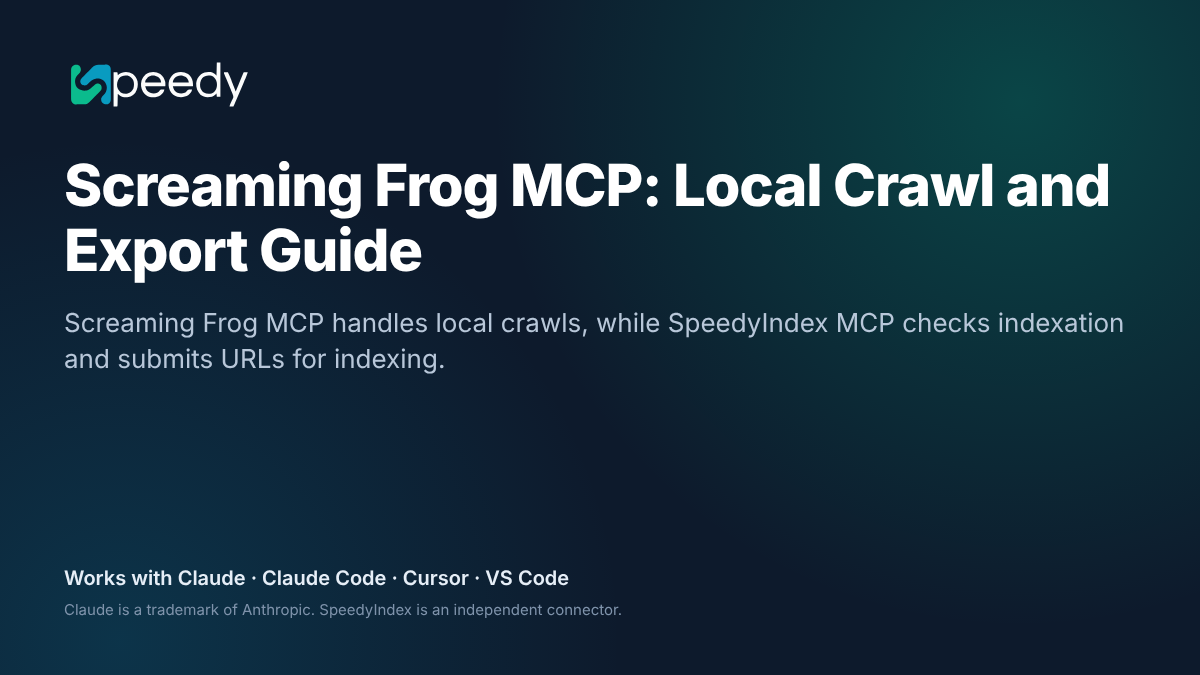 Speedy
Screaming Frog MCP: Local Crawl and
Export Guide
Screaming Frog MCP handles local crawls, while SpeedyIndex MCP checks indexation
and submits URLs for indexing.
Works with Claude · Claude Code · Cursor · VS Code
Claude is a trademark of Anthropic. SpeedyIndex is an independent connector.